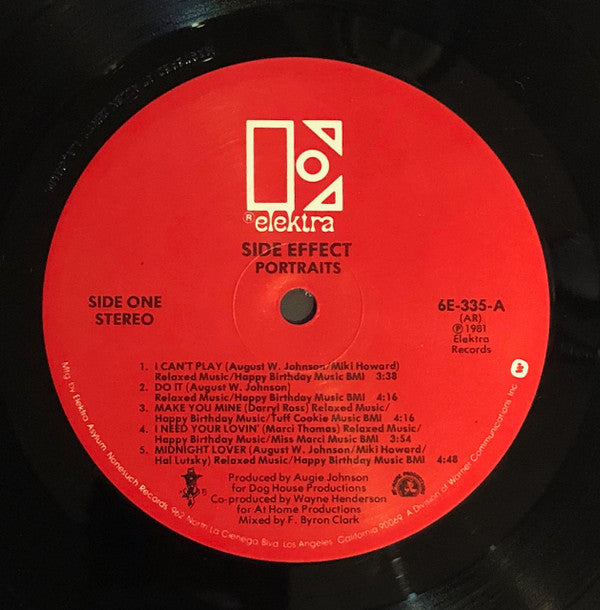 ® elektra
SIDE EFFECT
PORTRAITS
SIDE ONE
STEREO
6E-335-A
(AR)
℗ 1981
Elektra
Records
1. I CAN'T PLAY (August W. Johnson/Miki Howard)
Relaxed Music/Happy Birthday Music BMI 3:38
2. DO IT (August W. Johnson)
Relaxed Music/Happy Birthday Music BMI 4:16
3. MAKE YOU MINE (Darryl Ross) Relaxed Music/
Happy Birthday Music/Tuff Cookie Music BMI 4:16
4. I NEED YOUR LOVIN' (Marci Thomas) Relaxed Music/
Happy Birthday Music/Miss Marci Music BMI 3:54
5. MIDNIGHT LOVER (August W. Johnson/Miki Howard/
Hal Lutsky) Relaxed Music/Happy Birthday Music BMI 4:48
Produced by Augie Johnson
for Dog House Productions
Co-produced by Wayne Henderson
for At Home Productions
Mixed by F. Byron Clark
Mfg. by Elektra/Asylum/Nonesuch Records, 962 North La Cienega Blvd. Los Angeles, California 90069. A Division of Warner Communications Inc.